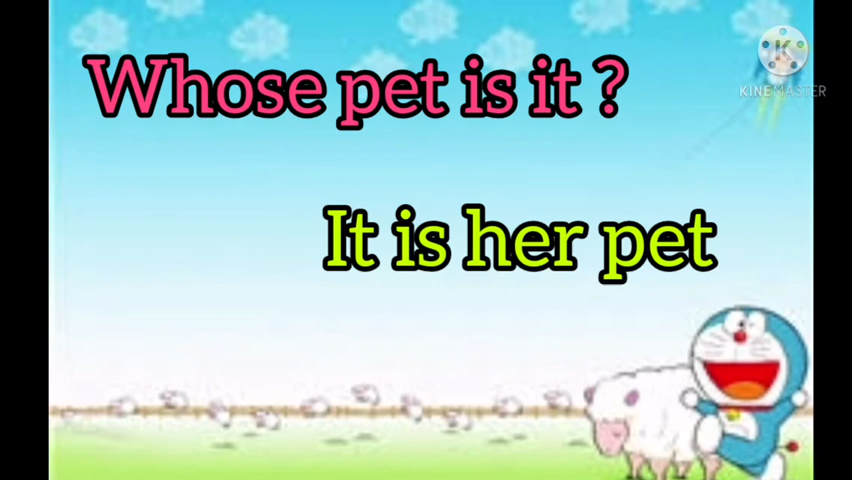 Whose pet is it ?
K
KINEMASTER
It is her pet